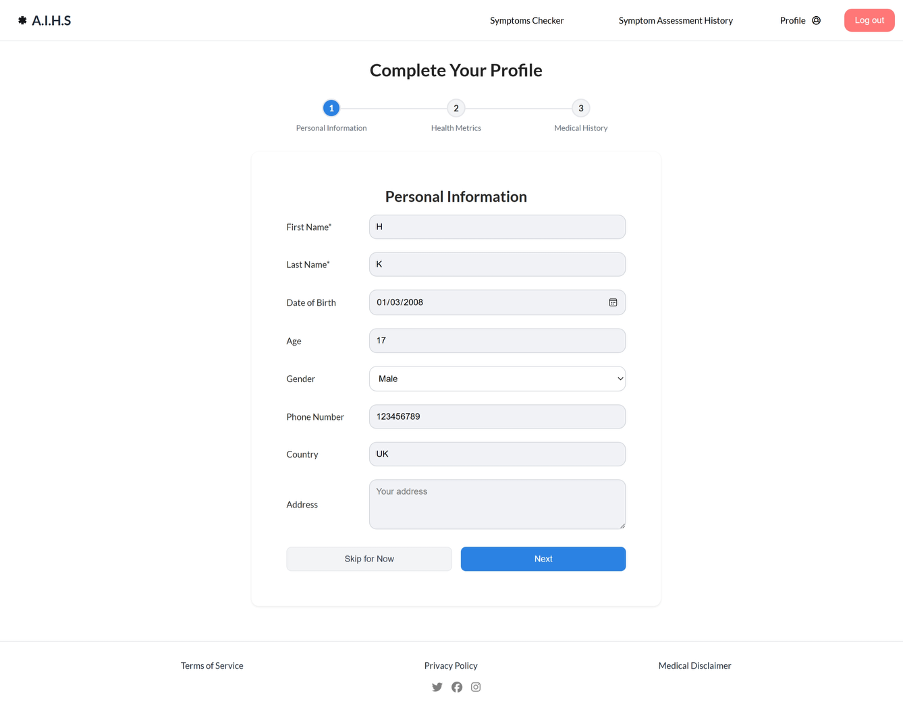 A.I.H.S Symptoms Checker Symptom Assessment History Profile Log out
Complete Your Profile
1 2 3
Personal Information Health Metrics Medical History
Personal Information
First Name* H
Last Name* K
Date of Birth 01/03/2008
Age 17
Gender Male
Phone Number 123456789
Country UK
Address Your address
Skip for Now Next
Terms of Service Privacy Policy Medical Disclaimer